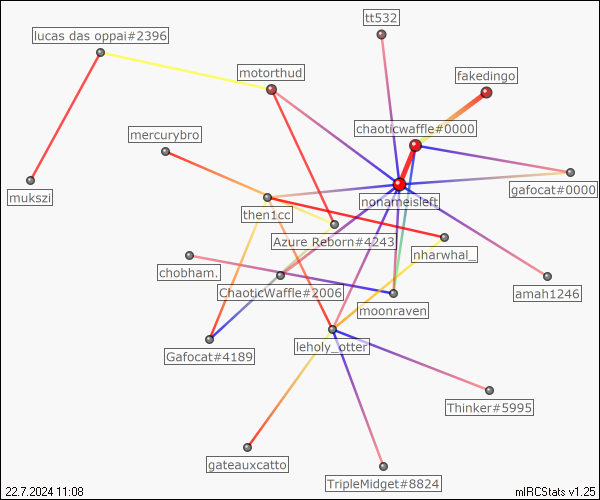 tt532
lucas das oppai#2396
motorthud
fakedingo
chaoticwaffle#0000
mercurybro
gafocat#0000
mukszi
nonameisleft
then1cc
Azure Reborn#4243
nharwhal_
chobham.
ChaoticWaffle#2006
amah1246
moonraven
leholy_otter
Gafocat#4189
Thinker#5995
gateauxcatto
TripleMidget#8824
22.7.2024 11:08
mIRCStats v1.25